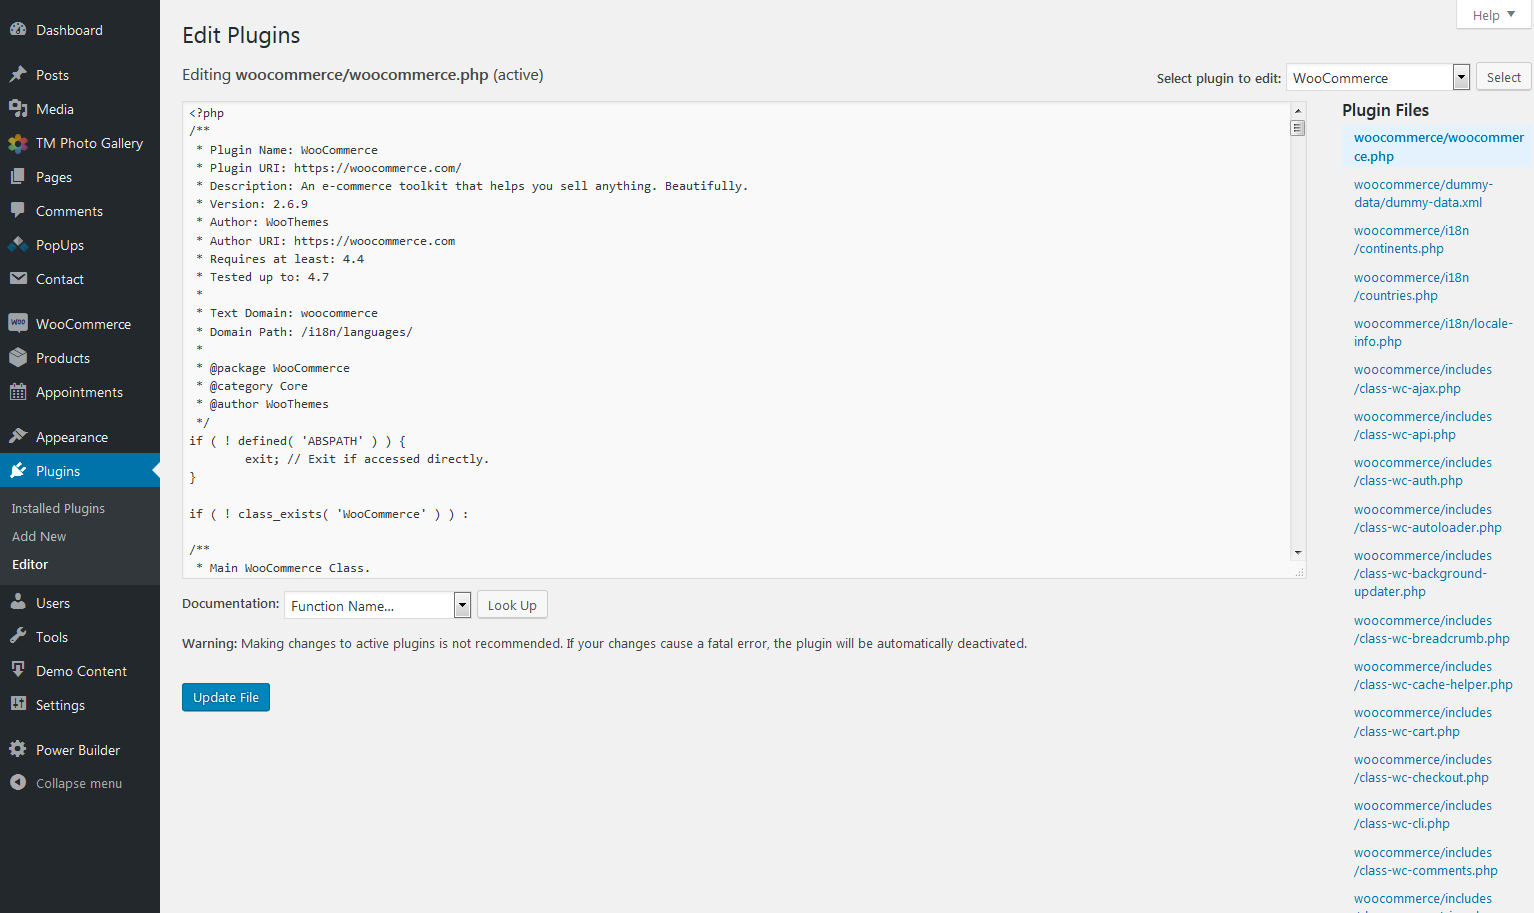 Dashboard
Posts
Media
TM Photo Gallery
Pages
Comments
PopUps
Contact
Woo WooCommerce
Products
Appointments
Appearance
Plugins
Installed Plugins
Add New
Editor
Users
Tools
Demo Content
Settings
Power Builder
Collapse menu
Help
Edit Plugins
Editing woocommerce/woocommerce.php (active)
Select plugin to edit: WooCommerce Select
<?php
/**
 * Plugin Name: WooCommerce
 * Plugin URI: https://woocommerce.com/
 * Description: An e-commerce toolkit that helps you sell anything. Beautifully.
 * Version: 2.6.9
 * Author: WooThemes
 * Author URI: https://woocommerce.com
 * Requires at least: 4.4
 * Tested up to: 4.7
 *
 * Text Domain: woocommerce
 * Domain Path: /i18n/languages/
 *
 * @package WooCommerce
 * @category Core
 * @author WooThemes
 */
if ( ! defined( 'ABSPATH' ) ) {
        exit; // Exit if accessed directly.
}
if ( ! class_exists( 'WooCommerce' ) ) :
/**
 * Main WooCommerce Class.
Documentation: Function Name... Look Up
Warning: Making changes to active plugins is not recommended. If your changes cause a fatal error, the plugin will be automatically deactivated.
Update File
Plugin Files
woocommerce/woocommer
ce.php
woocommerce/dummy-
data/dummy-data.xml
woocommerce/i18n
/continents.php
woocommerce/i18n
/countries.php
woocommerce/i18n/locale-
info.php
woocommerce/includes
/class-wc-ajax.php
woocommerce/includes
/class-wc-api.php
woocommerce/includes
/class-wc-auth.php
woocommerce/includes
/class-wc-autoloader.php
woocommerce/includes
/class-wc-background-
updater.php
woocommerce/includes
/class-wc-breadcrumb.php
woocommerce/includes
/class-wc-cache-helper.php
woocommerce/includes
/class-wc-cart.php
woocommerce/includes
/class-wc-checkout.php
woocommerce/includes
/class-wc-cli.php
woocommerce/includes
/class-wc-comments.php
woocommerce/includes